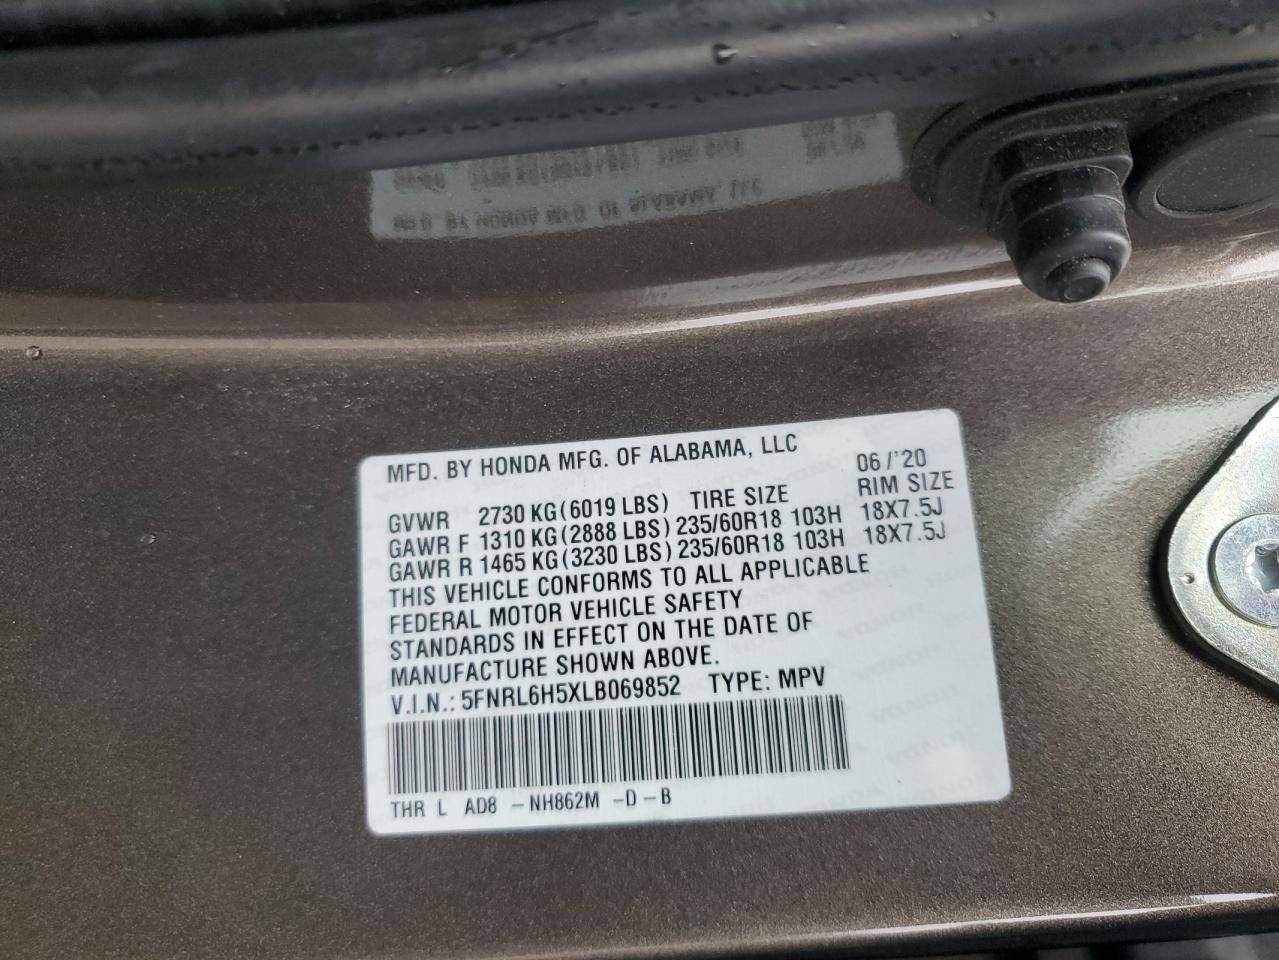 MFD. BY HONDA MFG. OF ALABAMA, LLC 06/'20
GVWR 2730 KG(6019 LBS) TIRE SIZE RIM SIZE
GAWR F 1310 KG(2888 LBS) 235/60R18 103H 18X7.5J
GAWR R 1465 KG(3230 LBS) 235/60R18 103H 18X7.5J
THIS VEHICLE CONFORMS TO ALL APPLICABLE
FEDERAL MOTOR VEHICLE SAFETY
STANDARDS IN EFFECT ON THE DATE OF
MANUFACTURE SHOWN ABOVE.
V.I.N.: 5FNRL6H5XLB069852 TYPE: MPV
THR L AD8 -NH862M -D-B